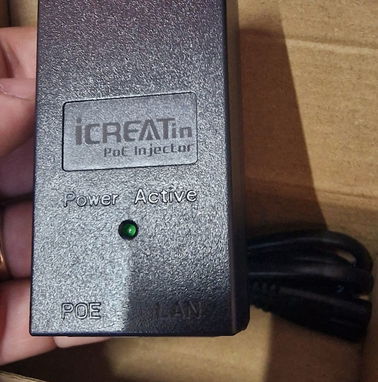 iCREATin
PoE Injector
Power Active
POE LAN